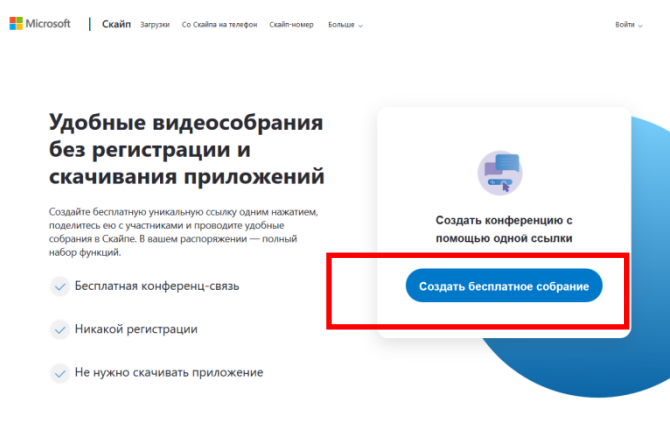 Microsoft Скайп Загрузки Со Скайпа на телефон Скайп-номер Больше Войти
Удобные видеособрания
без регистрации и
скачивания приложений
Создайте бесплатную уникальную ссылку одним нажатием,
поделитесь ею с участниками и проводите удобные
собрания в Скайпе. В вашем распоряжении — полный
набор функций.
Бесплатная конференц-связь
Никакой регистрации
Не нужно скачивать приложение
Создать конференцию с
помощью одной ссылки
Создать бесплатное собрание